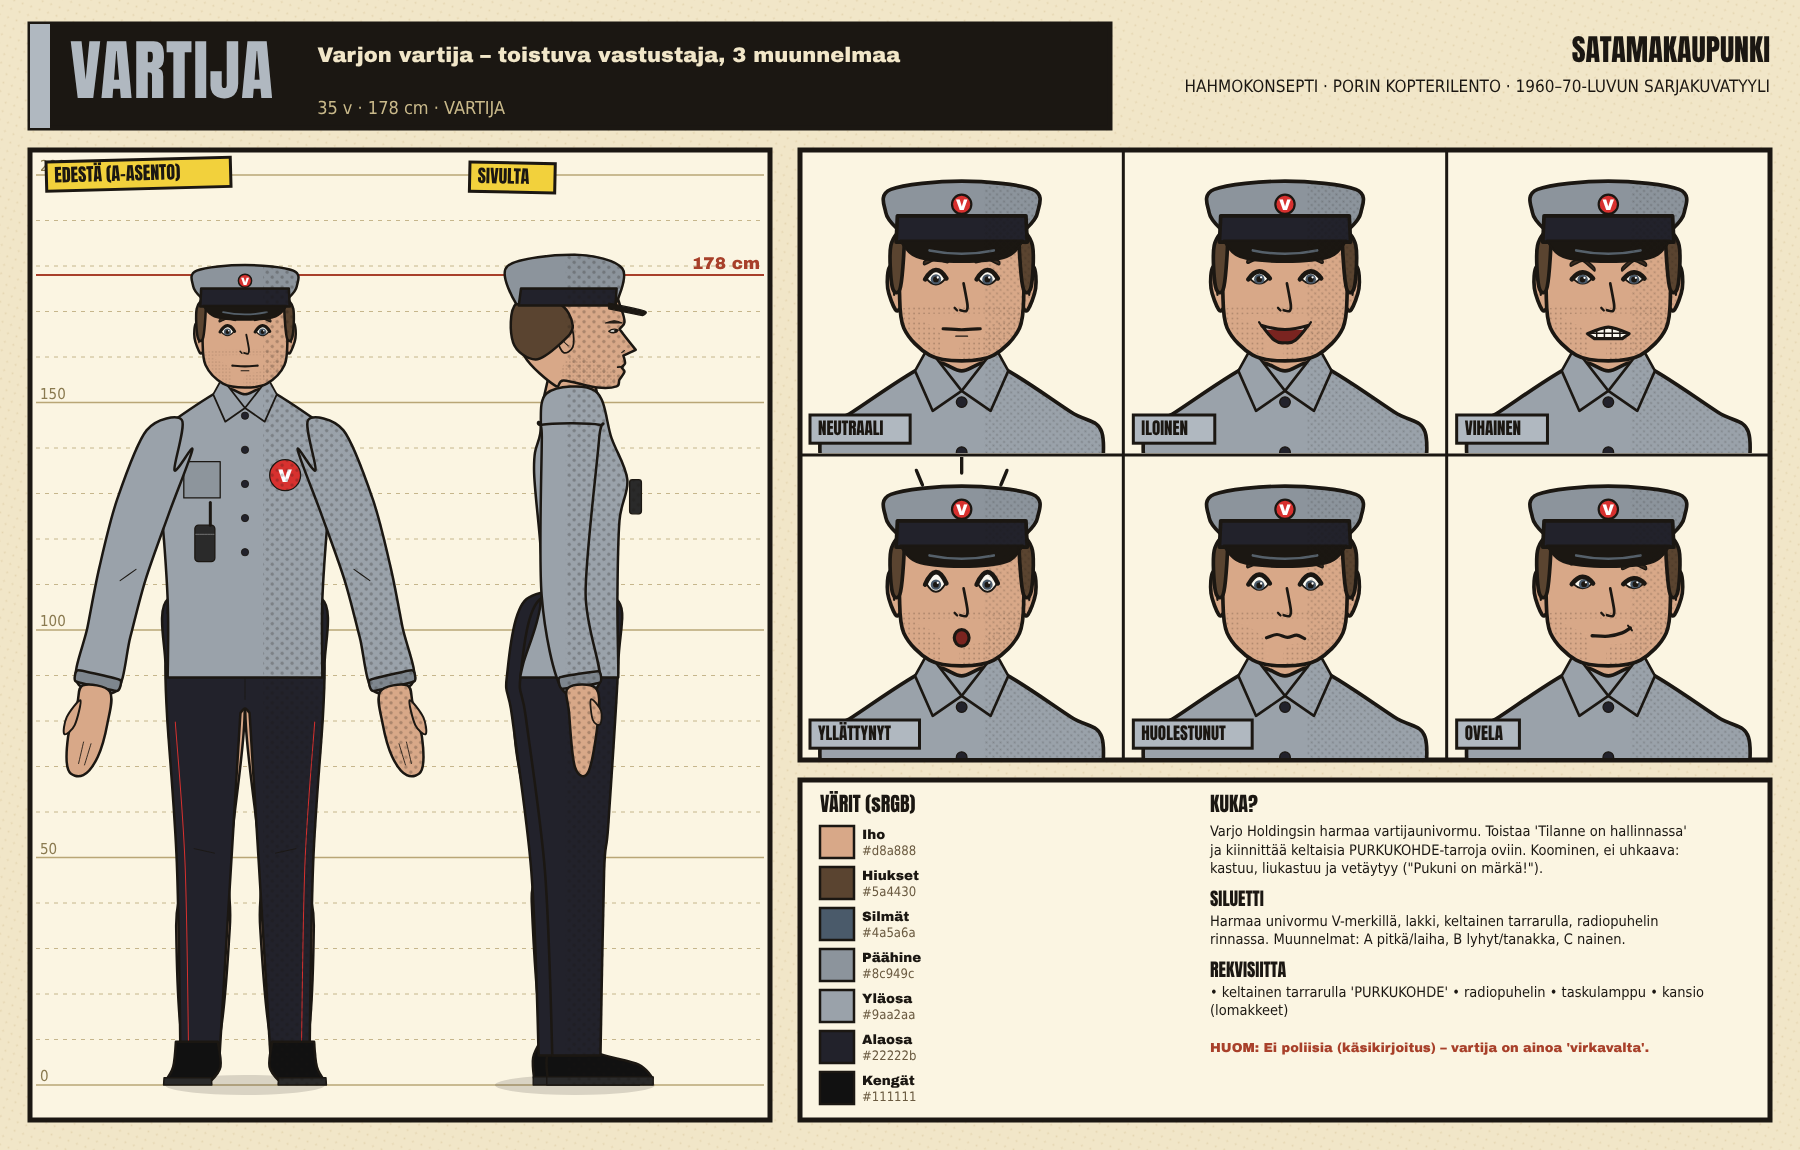 VARTIJA
Varjon vartija – toistuva vastustaja, 3 muunnelmaa
35 v · 178 cm · VARTIJA
SATAMAKAUPUNKI
HAHMOKONSEPTI · PORIN KOPTERILENTO · 1960–70-LUVUN SARJAKUVATYYLI
EDESTÄ (A-ASENTO)
SIVULTA
178 cm
150
100
50
0
V
V
V
V
V
NEUTRAALI
ILOINEN
VIHAINEN
V
V
V
YLLÄTTYNYT
HUOLESTUNUT
OVELA
VÄRIT (sRGB)
Iho
#d8a888
Hiukset
#5a4430
Silmät
#4a5a6a
Päähine
#8c949c
Yläosa
#9aa2aa
Alaosa
#22222b
Kengät
#111111
KUKA?
Varjo Holdingsin harmaa vartijaunivormu. Toistaa 'Tilanne on hallinnassa'
ja kiinnittää keltaisia PURKUKOHDE-tarroja oviin. Koominen, ei uhkaava:
kastuu, liukastuu ja vetäytyy ("Pukuni on märkä!").
SILUETTI
Harmaa univormu V-merkillä, lakki, keltainen tarrarulla, radiopuhelin
rinnassa. Muunnelmat: A pitkä/laiha, B lyhyt/tanakka, C nainen.
REKVISIITTA
• keltainen tarrarulla 'PURKUKOHDE' • radiopuhelin • taskulamppu • kansio
(lomakkeet)
HUOM: Ei poliisia (käsikirjoitus) – vartija on ainoa 'virkavalta'.